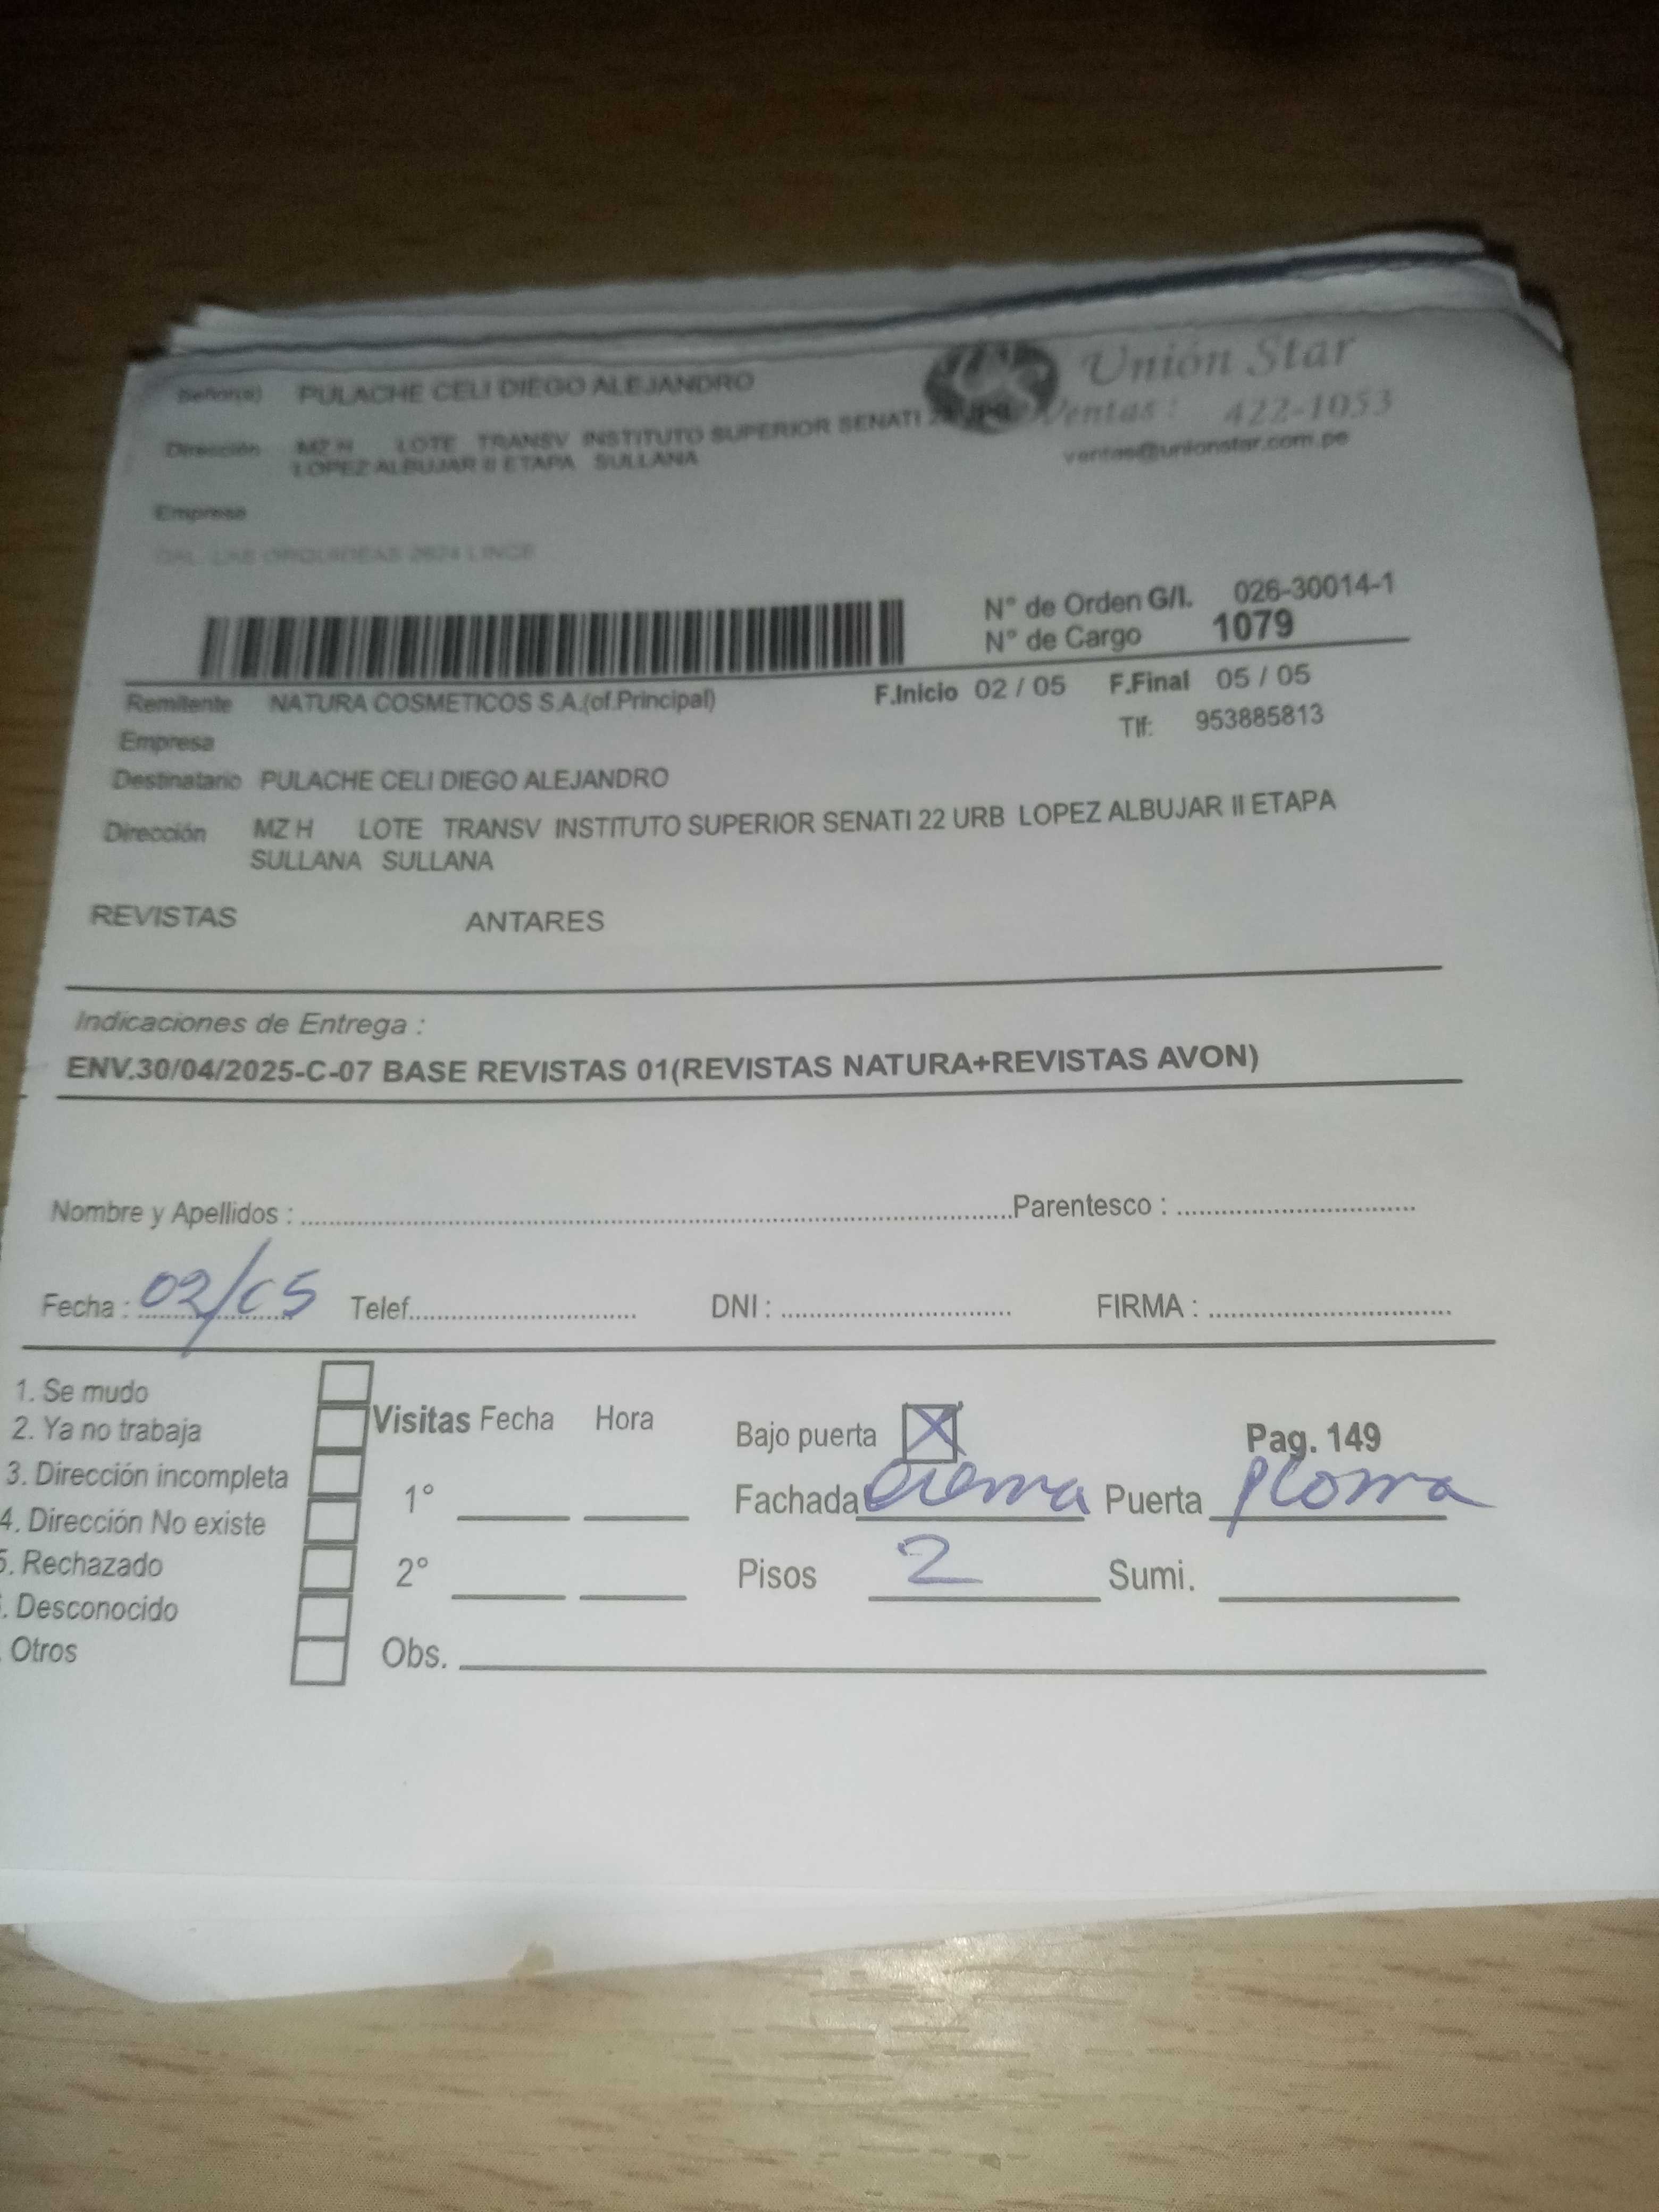 Señor(s) PULACHE CELI DIEGO ALEJANDRO
Unión Star
Ventas : 422-1053
ventas@unionstar.com.pe
Dirección MZ H LOTE TRANSV INSTITUTO SUPERIOR SENATI
LOPEZ ALBUJAR II ETAPA SULLANA
Empresa
CAL. LAS ORQUIDEAS 2624 LINCE
N° de Orden G/I. 026-30014-1
N° de Cargo 1079
Remitente NATURA COSMETICOS S.A.(of.Principal) F.Inicio 02 / 05 F.Final 05 / 05
Empresa Tlf: 953885813
Destinatario PULACHE CELI DIEGO ALEJANDRO
Dirección MZ H LOTE TRANSV INSTITUTO SUPERIOR SENATI 22 URB LOPEZ ALBUJAR II ETAPA
SULLANA SULLANA
REVISTAS ANTARES
Indicaciones de Entrega :
ENV.30/04/2025-C-07 BASE REVISTAS 01(REVISTAS NATURA+REVISTAS AVON)
Nombre y Apellidos : Parentesco :
Fecha : 02/05 Telef. DNI : FIRMA :
1. Se mudo
2. Ya no trabaja
3. Dirección incompleta
4. Dirección No existe
5. Rechazado
. Desconocido
. Otros
Visitas Fecha Hora
1°
2°
Obs.
Bajo puerta X Pag. 149
Fachada crema Puerta ploma
Pisos 2 Sumi.